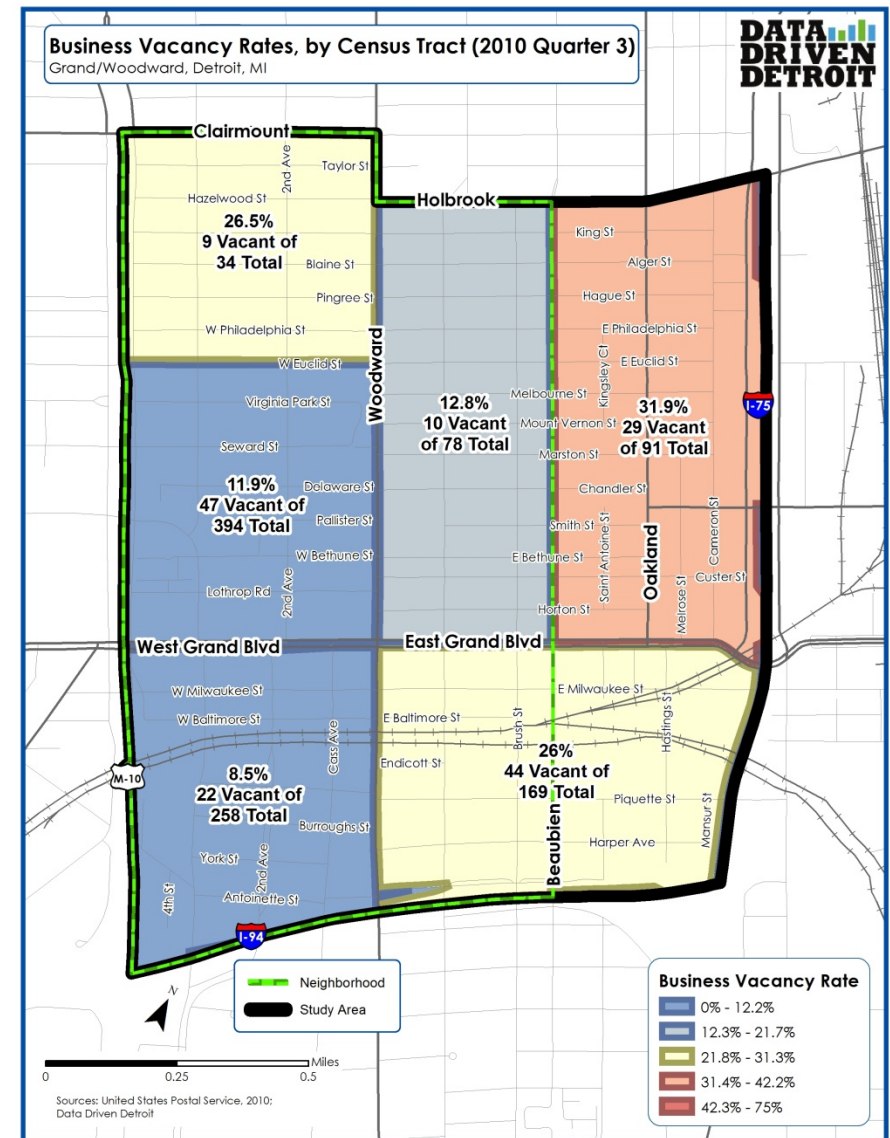 Business Vacancy Rates, by Census Tract (2010 Quarter 3)
Grand/Woodward, Detroit, MI
DATA
DRIVEN
DETROIT
Clairmount
2nd Ave
Taylor St
Hazelwood St
Holbrook
26.5%
9 Vacant of
34 Total
Blaine St
Pingree St
W Philadelphia St
W Euclid St
King St
Alger St
Hague St
E Philadelphia St
E Euclid St
Kingsley Ct
Woodward
Virginia Park St
Seward St
11.9%
47 Vacant of
394 Total
Delaware St
Pallister St
W Bethune St
2nd Ave
Lothrop Rd
12.8%
10 Vacant
of 78 Total
Melbourne St
Mount Vernon St
Marston St
31.9%
29 Vacant
of 91 Total
I-75
Chandler St
Smith St
E Bethune St
Saint Antoine St
Oakland
Cameron St
Custer St
Melrose St
Horton St
West Grand Blvd
East Grand Blvd
W Milwaukee St
W Baltimore St
Cass Ave
M-10
8.5%
22 Vacant of
258 Total
Burroughs St
York St
2nd Ave
4th St
Antoinette St
I-94
E Milwaukee St
E Baltimore St
Brush St
Hastings St
Endicott St
26%
44 Vacant of
169 Total
Piquette St
Mansur St
Harper Ave
Beaubien
Neighborhood
Study Area
N
Miles
0
0.25
0.5
Sources: United States Postal Service, 2010;
Data Driven Detroit
Business Vacancy Rate
0% - 12.2%
12.3% - 21.7%
21.8% - 31.3%
31.4% - 42.2%
42.3% - 75%